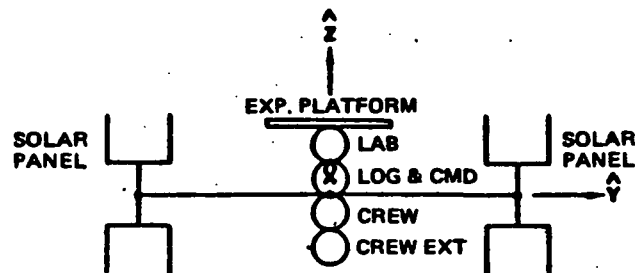 Ẑ
EXP. PLATFORM
SOLAR
PANEL
LAB
LOG & CMD
CREW
CREW EXT
SOLAR
PANEL
Ŷ